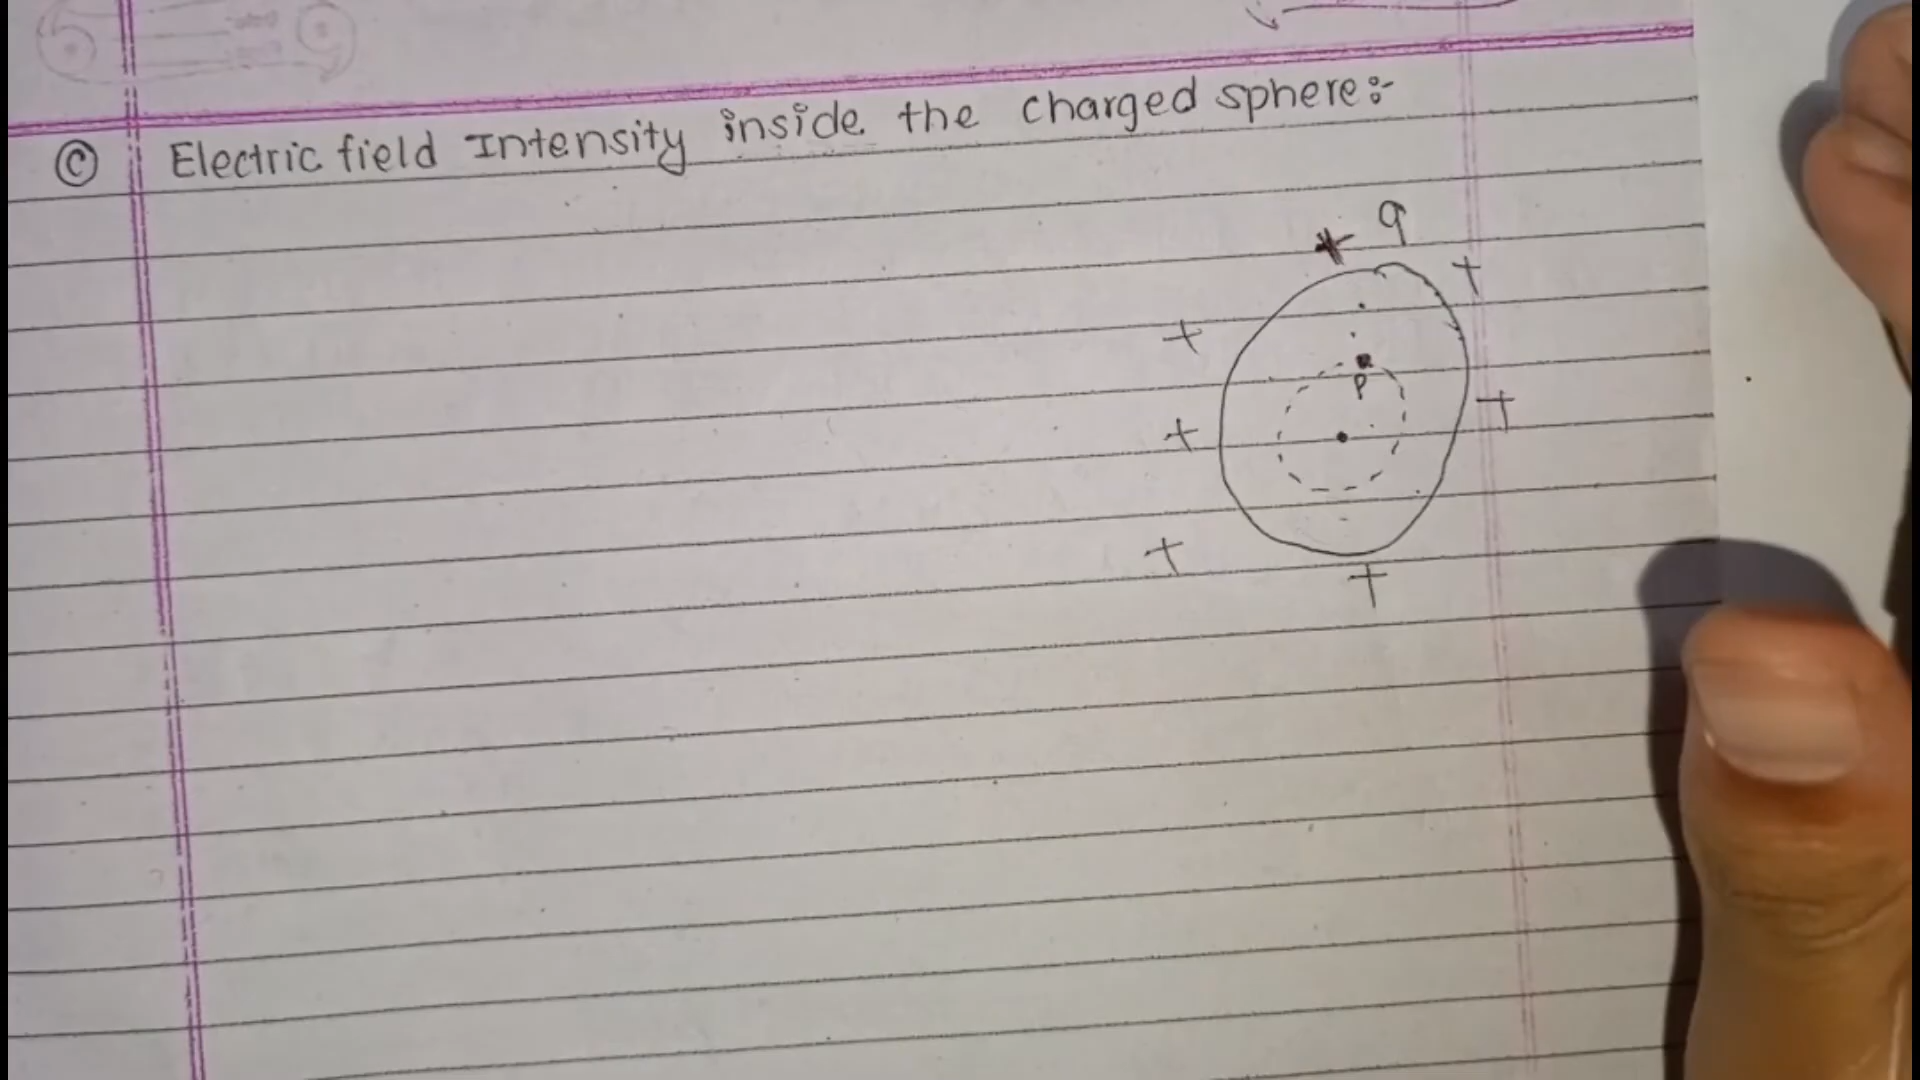 © Electric field Intensity inside the charged sphere:-
+ q
+
+
P
+
+
+
+